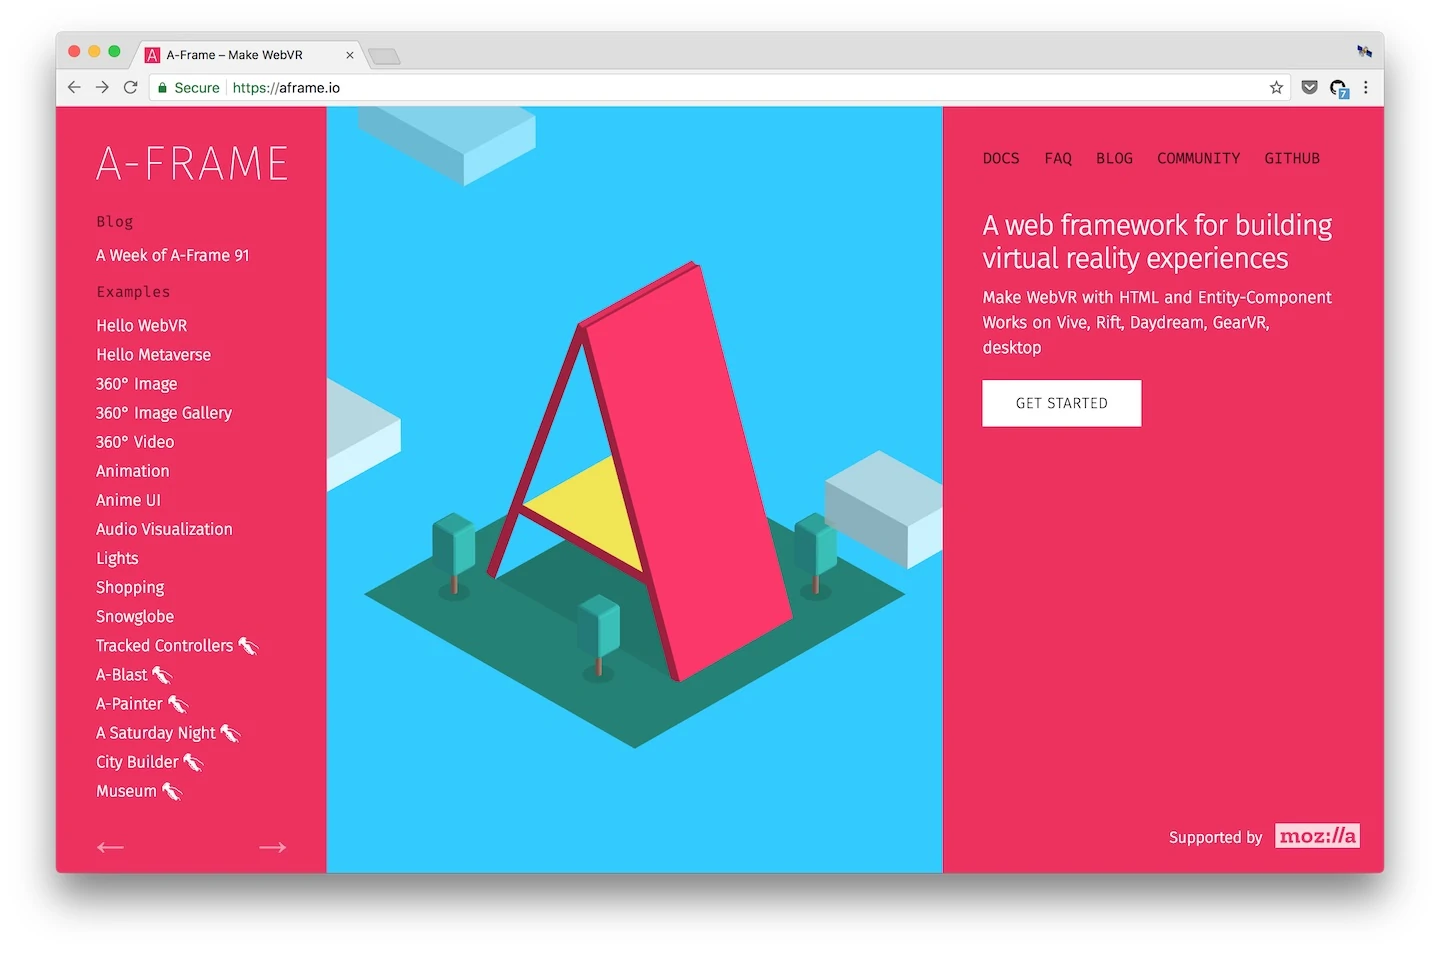 A-Frame – Make WebVR
Secure
https://aframe.io
7
A-FRAME
Blog
A Week of A-Frame 91
Examples
Hello WebVR
Hello Metaverse
360° Image
360° Image Gallery
360° Video
Animation
Anime UI
Audio Visualization
Lights
Shopping
Snowglobe
Tracked Controllers
A-Blast
A-Painter
A Saturday Night
City Builder
Museum
DOCS FAQ BLOG COMMUNITY GITHUB
A web framework for building
virtual reality experiences
Make WebVR with HTML and Entity-Component
Works on Vive, Rift, Daydream, GearVR,
desktop
GET STARTED
Supported by moz://a